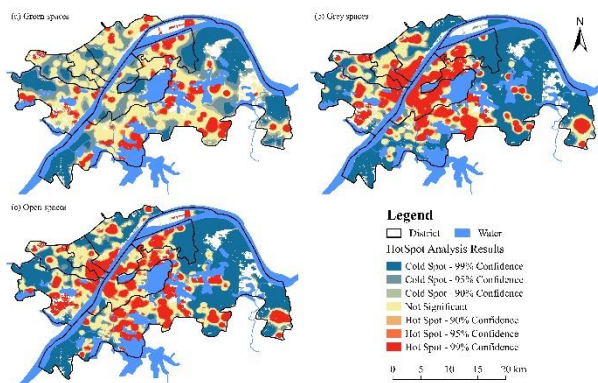 (a) Green spaces
(b) Grey spaces
N
(c) Open spaces
Legend
District Water
HotSpot Analysis Results
Cold Spot - 99% Confidence
Cold Spot - 95% Confidence
Cold Spot - 90% Confidence
Not Significant
Hot Spot - 90% Confidence
Hot Spot - 95% Confidence
Hot Spot - 99% Confidence
0 5 10 20 km